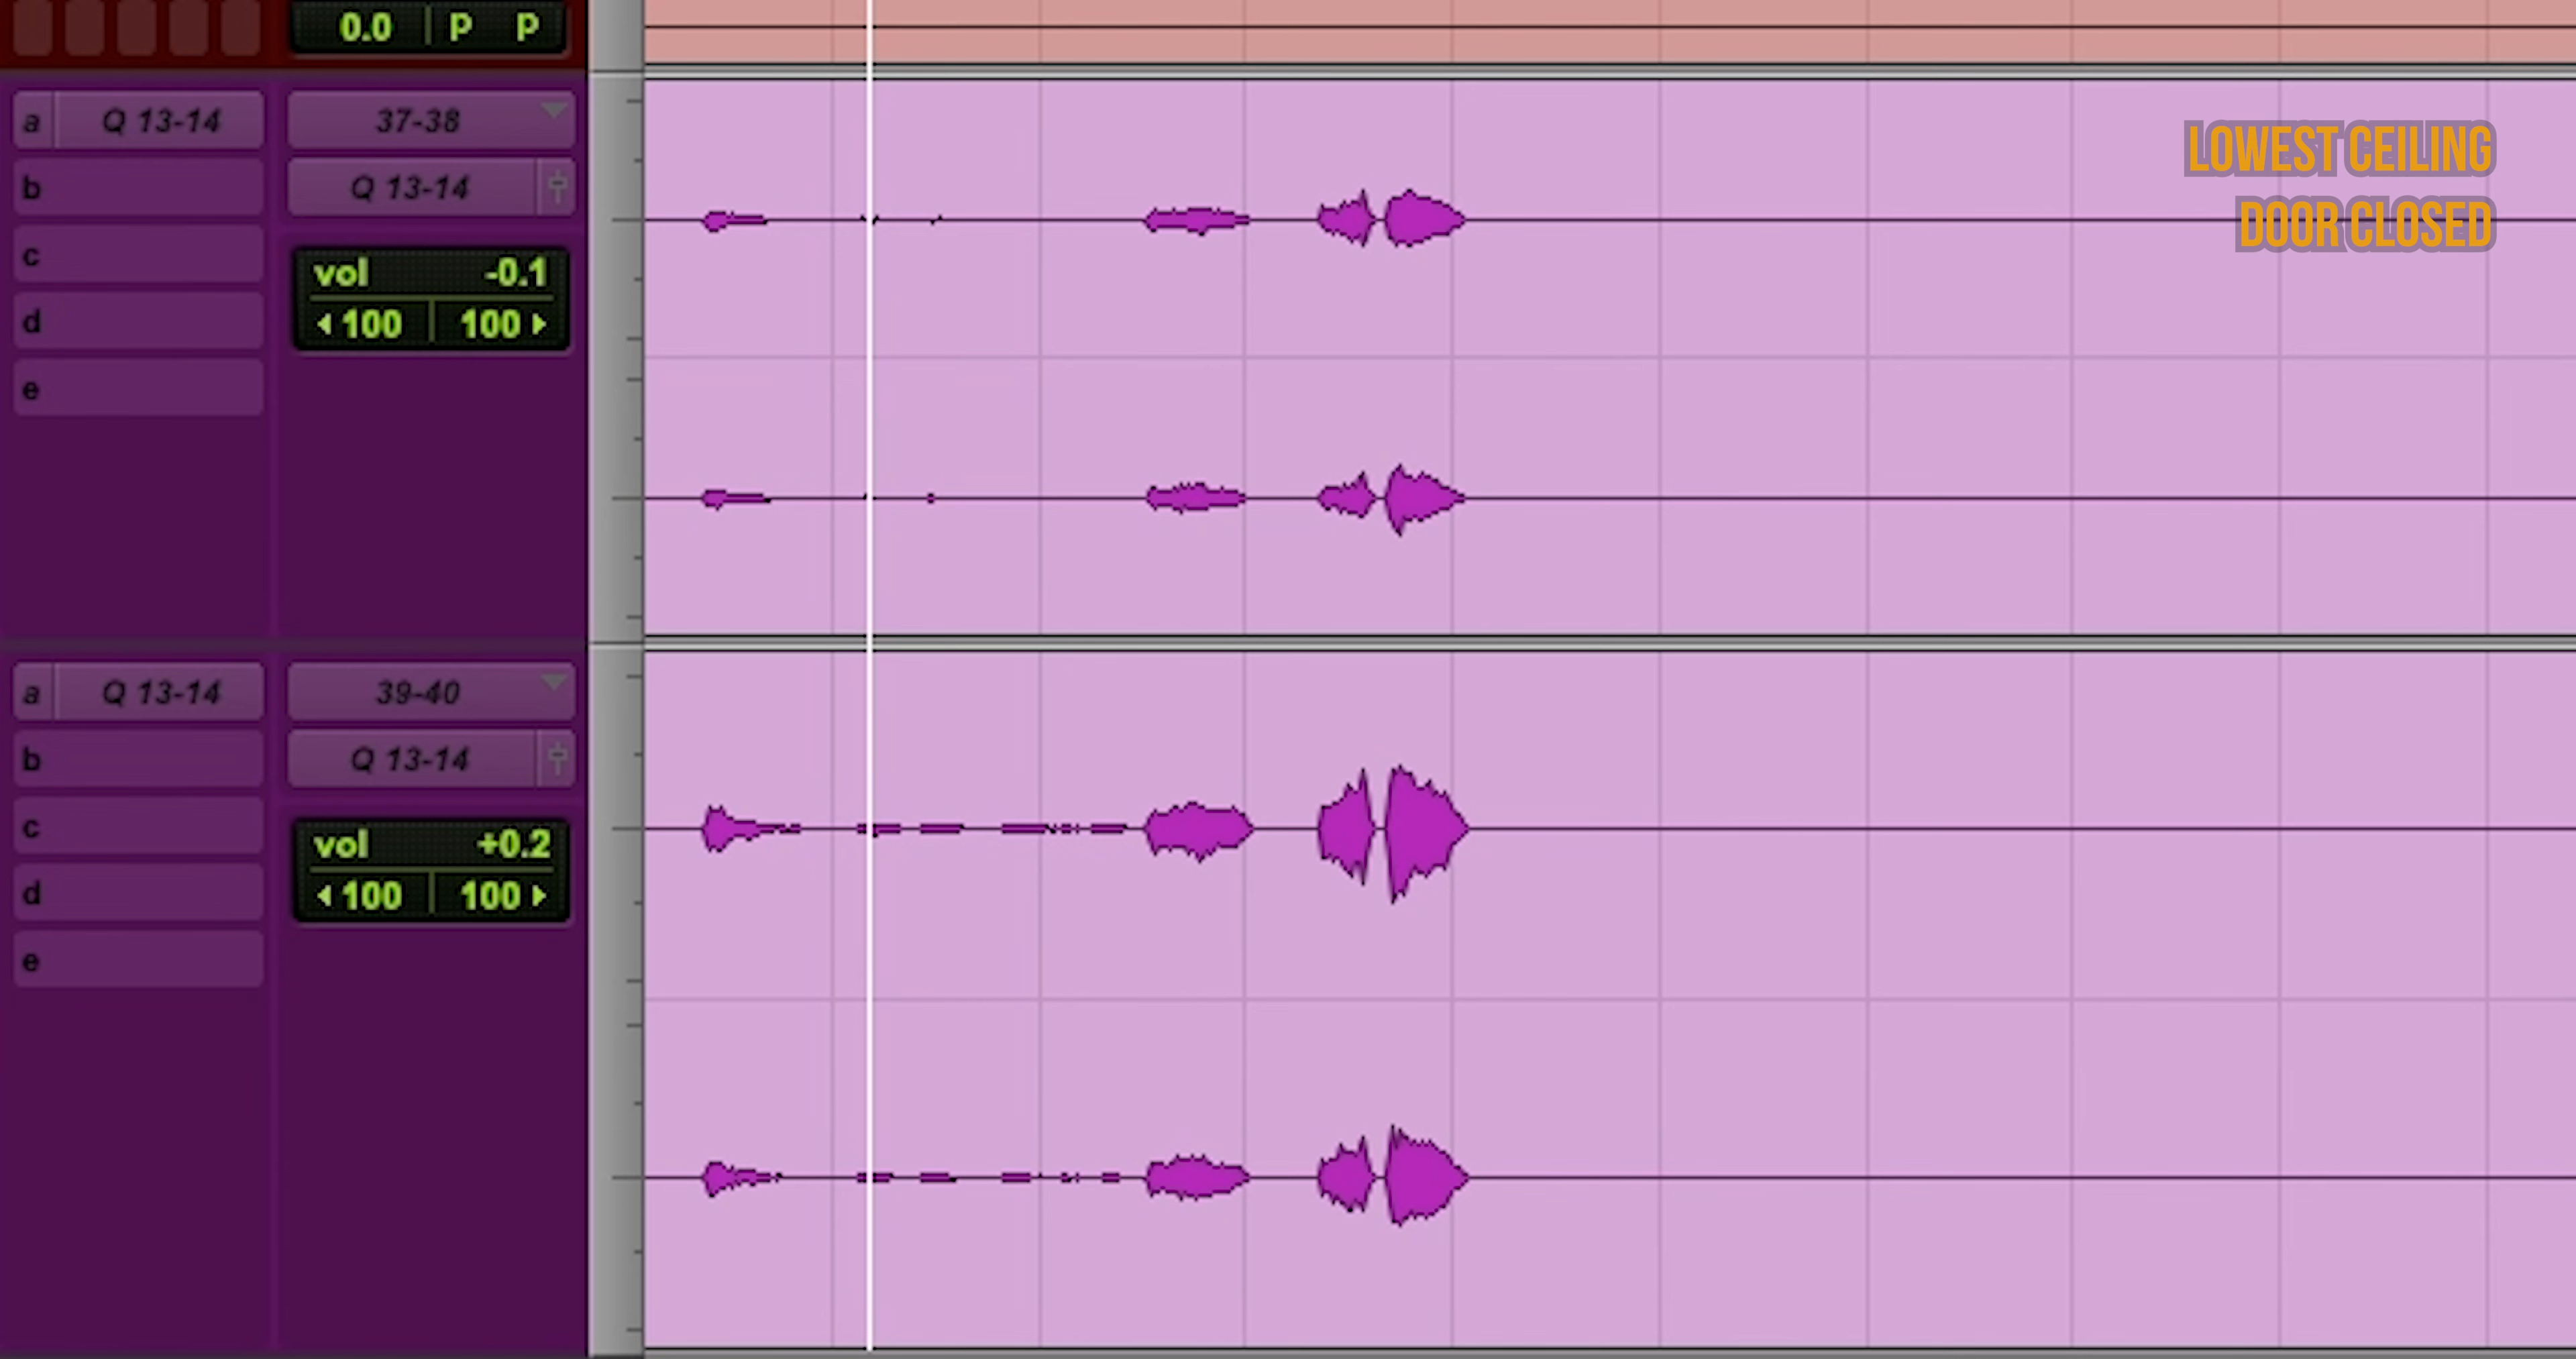 0.0 P P
a Q 13-14 37-38
LOWEST CEILING
b Q 13-14
DOOR CLOSED
c
vol -0.1
d 100 100
e
a Q 13-14 39-40
b Q 13-14
c
vol +0.2
d 100 100
e